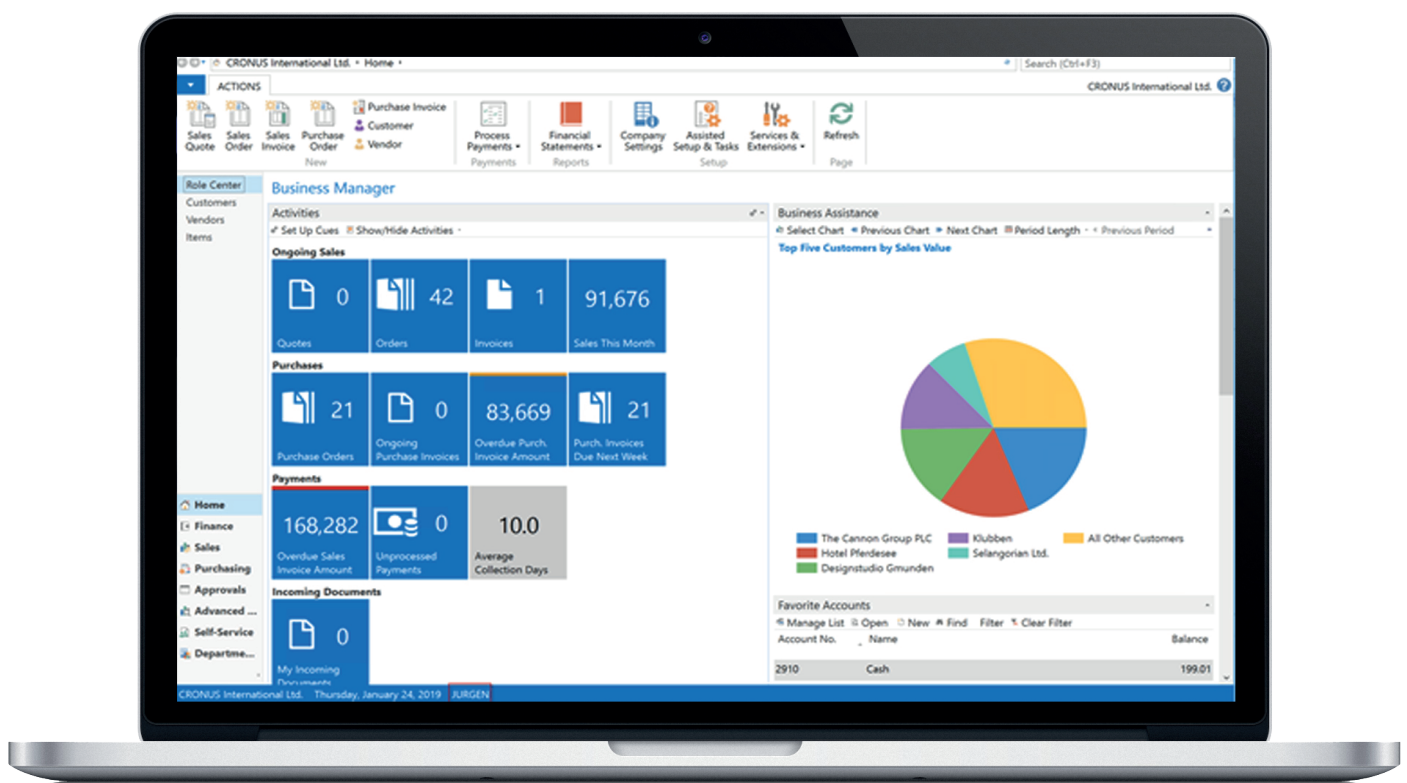 CRONUS International Ltd. • Home •
Search (Ctrl+F3)
ACTIONS
CRONUS International Ltd.
Sales Quote
Sales Order
Sales Invoice
Purchase Order
Purchase Invoice
Customer
Vendor
New
Process Payments
Payments
Financial Statements
Reports
Company Settings
Assisted Setup & Tasks
Services & Extensions
Setup
Refresh
Page
Role Center
Customers
Vendors
Items
Home
Finance
Sales
Purchasing
Approvals
Advanced ...
Self-Service
Departme...
Business Manager
Activities
Set Up Cues Show/Hide Activities
Ongoing Sales
0
Quotes
42
Orders
1
Invoices
91,676
Sales This Month
Purchases
21
Purchase Orders
0
Ongoing
Purchase Invoices
83,669
Overdue Purch.
Invoice Amount
21
Purch. Invoices
Due Next Week
Payments
168,282
Overdue Sales
Invoice Amount
0
Unprocessed
Payments
10.0
Average
Collection Days
Incoming Documents
0
My Incoming
Documents
Business Assistance
Select Chart Previous Chart Next Chart Period Length Previous Period
Top Five Customers by Sales Value
The Cannon Group PLC
Hotel Pferdesee
Designstudio Gmunden
Klubben
Selangorian Ltd.
All Other Customers
Favorite Accounts
Manage List Open New Find Filter Clear Filter
Account No. Name Balance
2910 Cash 199.01
CRONUS International Ltd. Thursday, January 24, 2019 JURGEN